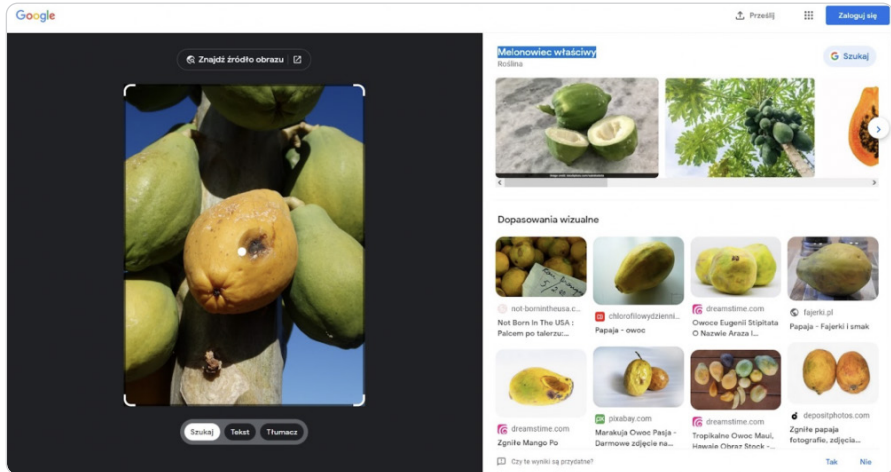 Google
Prześlij
Zaloguj się
Znajdź źródło obrazu
Szukaj
Tekst
Tłumacz
Melonowiec właściwy
Roślina
Szukaj
Dopasowania wizualne
not-bornintheusa.c...
Not Born In The USA :
Palcem po talerzu:...
chlorofilowydzienni...
Papaja - owoc
dreamstime.com
Owoce Eugenii Stipitata
O Nazwie Araza I...
fajerki.pl
Papaja - Fajerki i smak
dreamstime.com
Zgniłe Mango Po
pixabay.com
Marakuja Owoc Pasja -
Darmowe zdjęcie na...
dreamstime.com
Tropikalne Owoc Maui,
Hawaje Obraz Stock -...
depositphotos.com
Zgniłe papaja
fotografie, zdjęcia...
Czy te wyniki są przydatne?
Tak
Nie